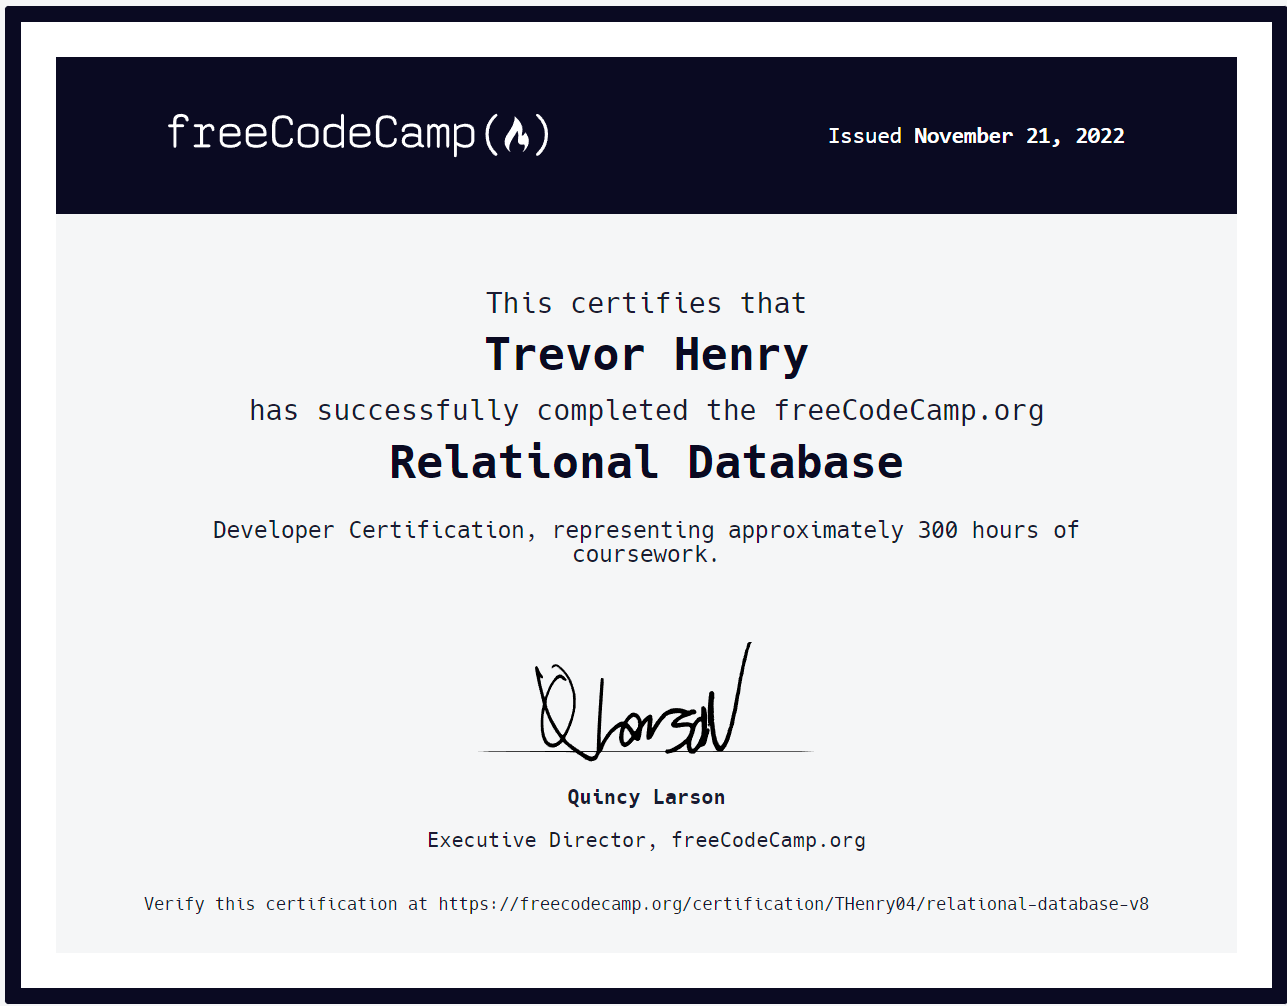 freeCodeCamp(🔥)
Issued November 21, 2022
This certifies that
Trevor Henry
has successfully completed the freeCodeCamp.org
Relational Database
Developer Certification, representing approximately 300 hours of
coursework.
Q Larson
Quincy Larson
Executive Director, freeCodeCamp.org
Verify this certification at https://freecodecamp.org/certification/THenry04/relational-database-v8